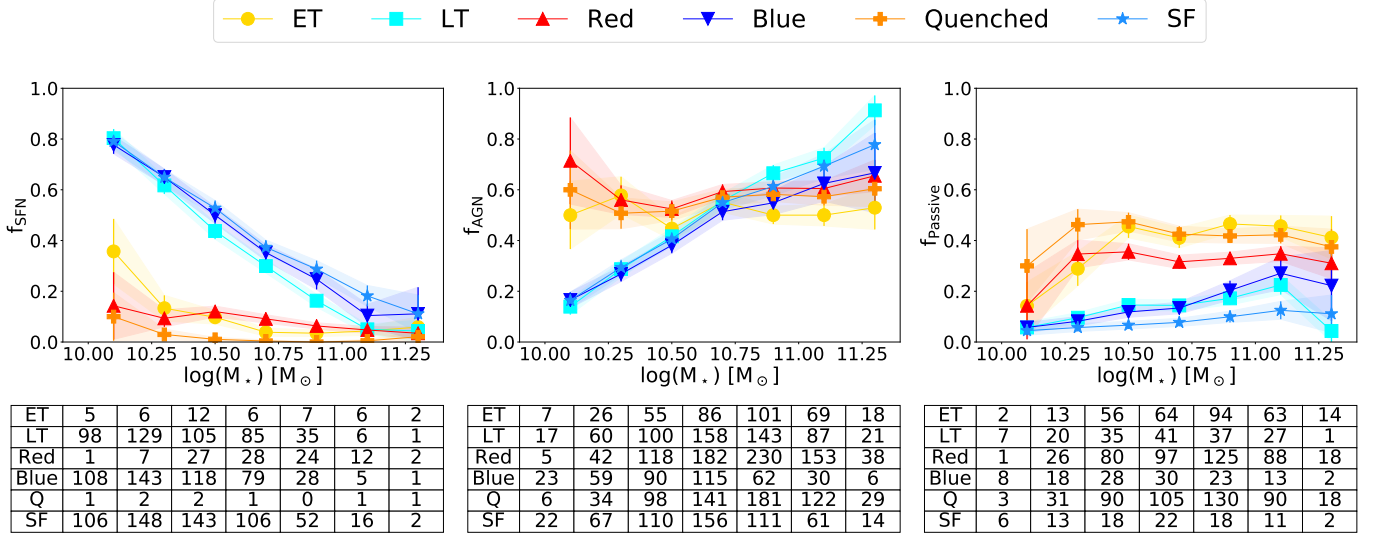 ET LT Red Blue Quenched SF
1.0 0.8 0.6 0.4 0.2 0.0
f_SFN
10.00 10.25 10.50 10.75 11.00 11.25
log(M⋆) [M⊙]
1.0 0.8 0.6 0.4 0.2 0.0
f_AGN
10.00 10.25 10.50 10.75 11.00 11.25
log(M⋆) [M⊙]
1.0 0.8 0.6 0.4 0.2 0.0
f_Passive
10.00 10.25 10.50 10.75 11.00 11.25
log(M⋆) [M⊙]
ET 5 6 12 6 7 6 2
LT 98 129 105 85 35 6 1
Red 1 7 27 28 24 12 2
Blue 108 143 118 79 28 5 1
Q 1 2 2 1 0 1 1
SF 106 148 143 106 52 16 2
ET 7 26 55 86 101 69 18
LT 17 60 100 158 143 87 21
Red 5 42 118 182 230 153 38
Blue 23 59 90 115 62 30 6
Q 6 34 98 141 181 122 29
SF 22 67 110 156 111 61 14
ET 2 13 56 64 94 63 14
LT 7 20 35 41 37 27 1
Red 1 26 80 97 125 88 18
Blue 8 18 28 30 23 13 2
Q 3 31 90 105 130 90 18
SF 6 13 18 22 18 11 2